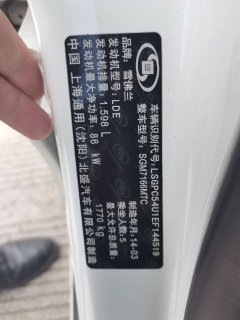 品牌: 雪佛兰
车辆识别代号: LSGPC54U1EF144519
发动机型号: LDE
整车型号: SGM7166MTC
发动机排量: 1.598 L
发动机最大净功率: 86 kW
制造年月: 14-03
乘坐人数: 5
最大允许总质量: 1770 kg
中国 上海通用(沈阳)北盛汽车有限公司制造